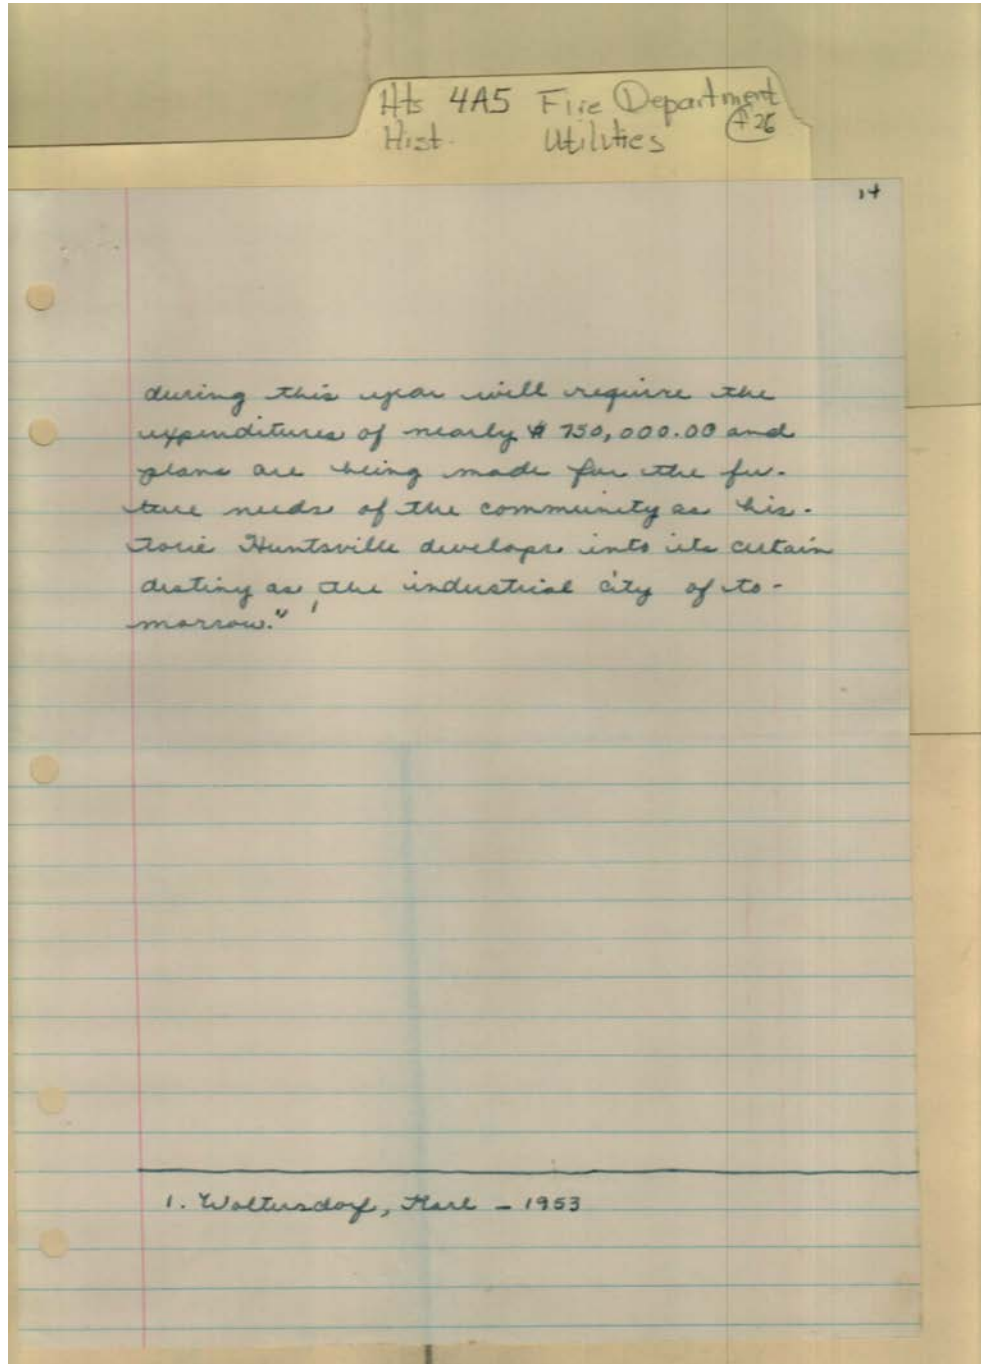 Hts 4A5 Fire Department
Hist. Utilities F26
14
during this year will require the
expenditures of nearly $750,000.00 and
plans are being made for the fu-
ture needs of the community as his-
toric Huntsville develops into its certain
destiny as the industrial city of to-
morrow." 1
1. Woltersdorf, Karl - 1953